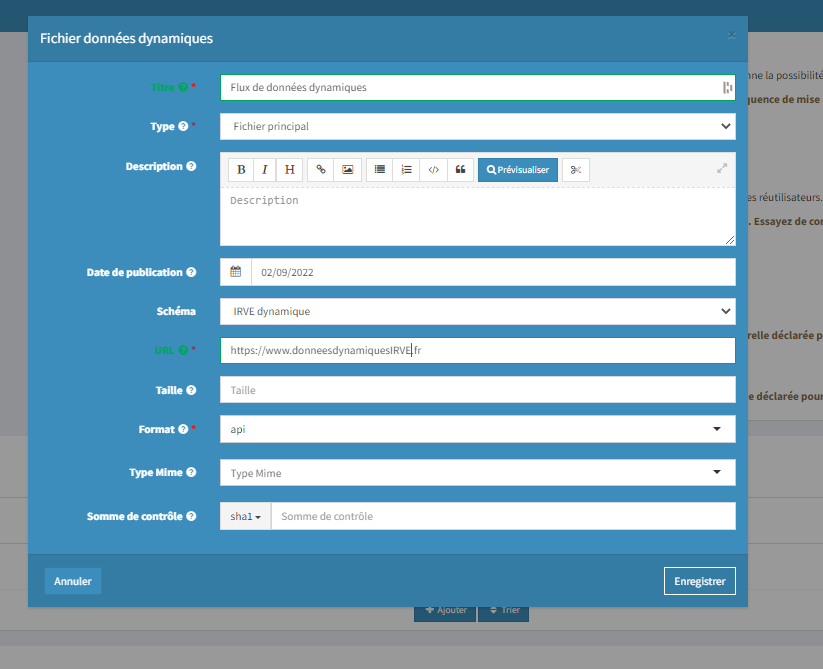 Fichier données dynamiques
×
Titre ? *
Flux de données dynamiques
nne la possibilité
quence de mise
Type ? *
Fichier principal
Description ?
B I H </> Prévisualiser
Description
es réutilisateurs.
. Essayez de con
Date de publication ?
02/09/2022
Schéma
IRVE dynamique
relle déclarée p
URL ? *
https://www.donneesdynamiquesIRVE.fr
Taille ?
Taille
e déclarée pour
Format ? *
api
Type Mime ?
Type Mime
Somme de contrôle ?
sha1
Somme de contrôle
Annuler
Enregistrer
Ajouter
Trier